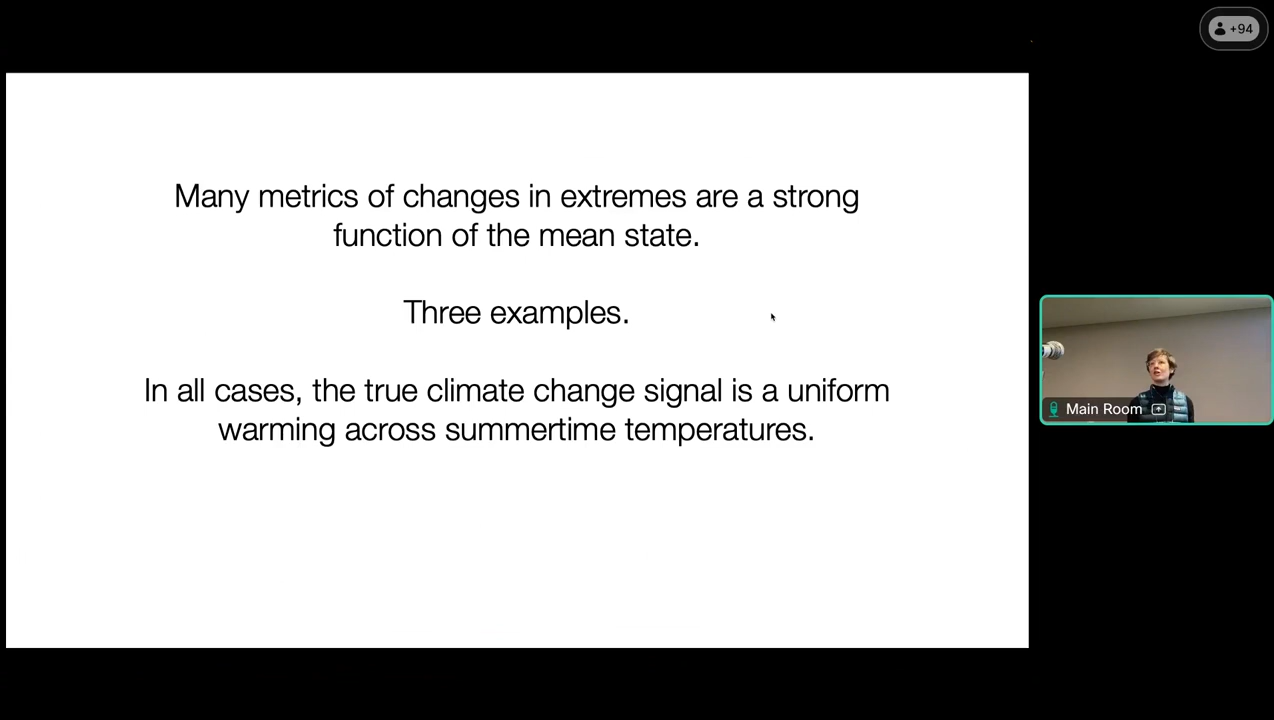 +94
Many metrics of changes in extremes are a strong
function of the mean state.
Three examples.
In all cases, the true climate change signal is a uniform
warming across summertime temperatures.
Main Room